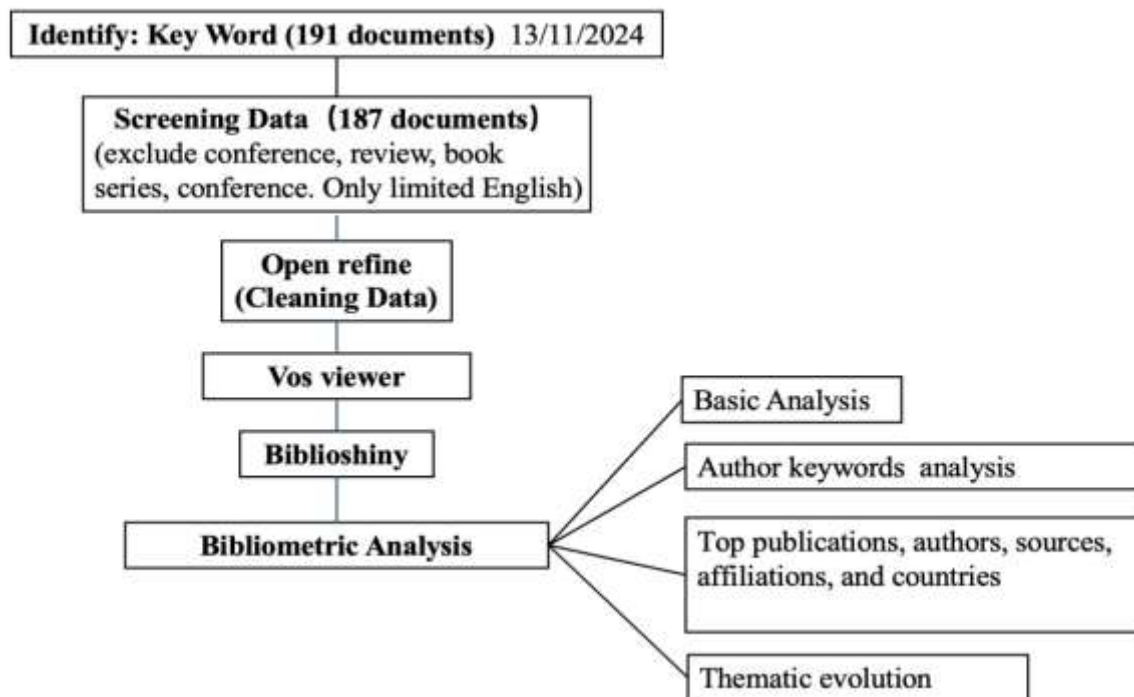 Identify: Key Word (191 documents) 13/11/2024
Screening Data（187 documents）
(exclude conference, review, book
series, conference. Only limited English)
Open refine
(Cleaning Data)
Vos viewer
Biblioshiny
Bibliometric Analysis
Basic Analysis
Author keywords analysis
Top publications, authors, sources,
affiliations, and countries
Thematic evolution